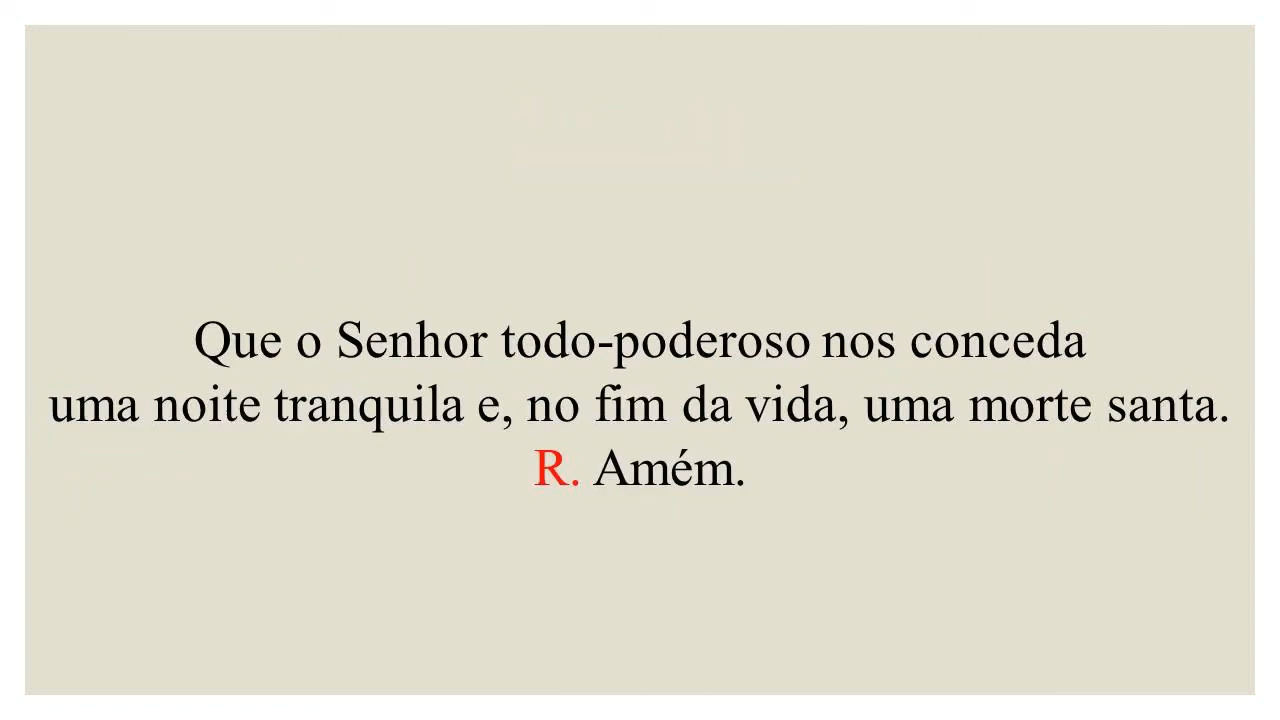 Que o Senhor todo-poderoso nos conceda
uma noite tranquila e, no fim da vida, uma morte santa.
R. Amém.